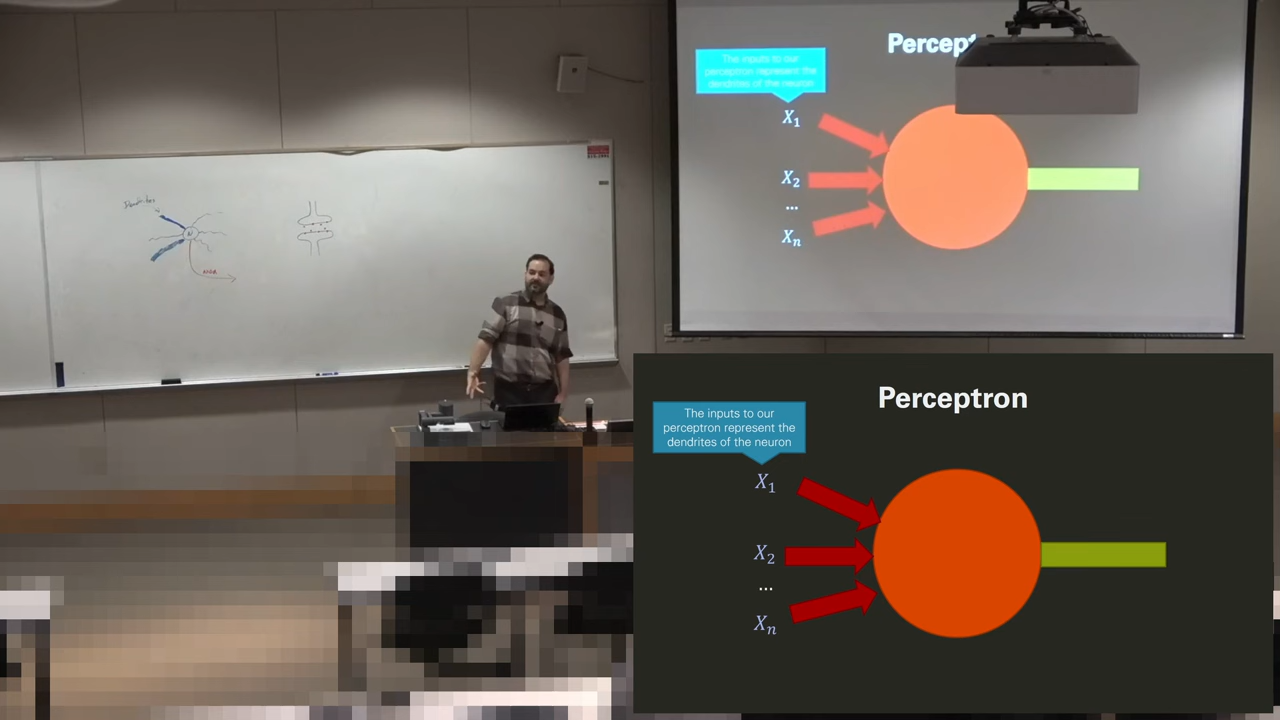 Dendrites
Percept
The inputs to our
perceptron represent the
dendrites of the neuron
X₁
X₂
...
Xₙ
Perceptron
The inputs to our
perceptron represent the
dendrites of the neuron
X₁
X₂
...
Xₙ